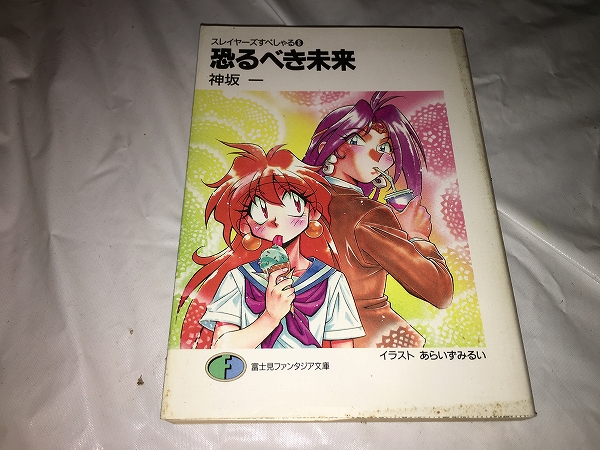 スレイヤーズすぺしゃる❽
恐るべき未来
神坂 一
イラスト あらいずみるい
富士見ファンタジア文庫